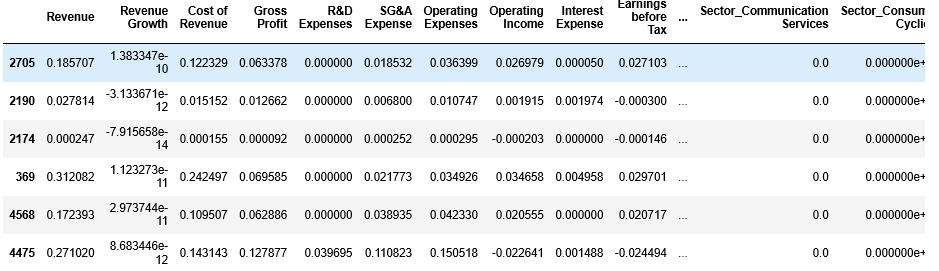 Revenue Revenue Growth Cost of Revenue Gross Profit R&D Expenses SG&A Expense Operating Expenses Operating Income Interest Expense Earnings before Tax ... Sector_Communication Services Sector_Consum Cyclic
2705 0.185707 1.383347e-10 0.122329 0.063378 0.000000 0.018532 0.036399 0.026979 0.000050 0.027103 ... 0.0 0.000000e+
2190 0.027814 -3.133671e-12 0.015152 0.012662 0.000000 0.006800 0.010747 0.001915 0.001974 -0.000300 ... 0.0 0.000000e+
2174 0.000247 -7.915658e-14 0.000155 0.000092 0.000000 0.000252 0.000295 -0.000203 0.000000 -0.000146 ... 0.0 0.000000e+
369 0.312082 1.123273e-11 0.242497 0.069585 0.000000 0.021773 0.034926 0.034658 0.004958 0.029701 ... 0.0 0.000000e+
4568 0.172393 2.973744e-11 0.109507 0.062886 0.000000 0.038935 0.042330 0.020555 0.000000 0.020717 ... 0.0 0.000000e+
4475 0.271020 8.683446e-12 0.143143 0.127877 0.039695 0.110823 0.150518 -0.022641 0.001488 -0.024494 ... 0.0 0.000000e+